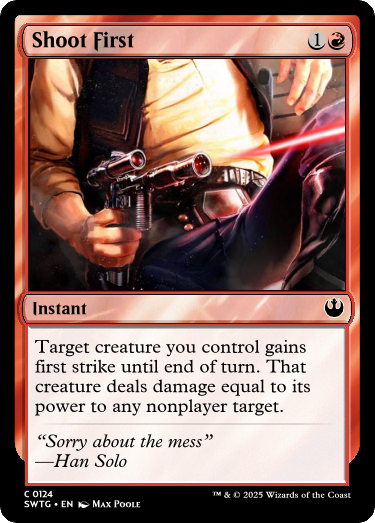 Shoot First 1
Instant
Target creature you control gains
first strike until end of turn. That
creature deals damage equal to its
power to any nonplayer target.
“Sorry about the mess”
—Han Solo
C 0124
SWTG • EN Max Poole
™ & © 2025 Wizards of the Coast